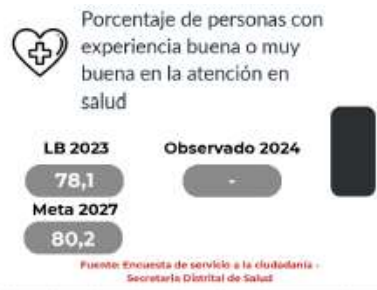 Porcentaje de personas con
experiencia buena o muy
buena en la atención en
salud
LB 2023
78,1
Observado 2024
-
Meta 2027
80,2
Fuente: Encuesta de servicio a la ciudadanía -
Secretaría Distrital de Salud